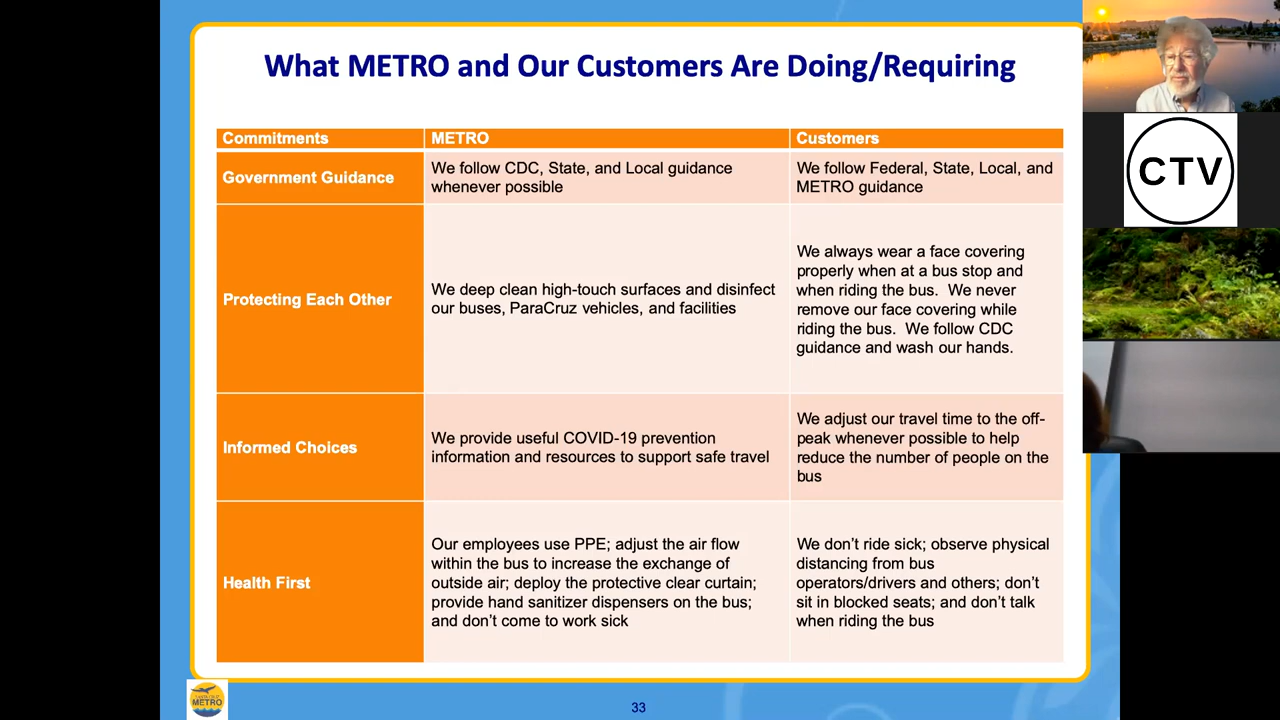 What METRO and Our Customers Are Doing/Requiring
Commitments
METRO
Customers
Government Guidance
We follow CDC, State, and Local guidance
whenever possible
We follow Federal, State, Local, and
METRO guidance
Protecting Each Other
We deep clean high-touch surfaces and disinfect
our buses, ParaCruz vehicles, and facilities
We always wear a face covering
properly when at a bus stop and
when riding the bus.  We never
remove our face covering while
riding the bus.  We follow CDC
guidance and wash our hands.
Informed Choices
We provide useful COVID-19 prevention
information and resources to support safe travel
We adjust our travel time to the off-
peak whenever possible to help
reduce the number of people on the
bus
Health First
Our employees use PPE; adjust the air flow
within the bus to increase the exchange of
outside air; deploy the protective clear curtain;
provide hand sanitizer dispensers on the bus;
and don't come to work sick
We don't ride sick; observe physical
distancing from bus
operators/drivers and others; don't
sit in blocked seats; and don't talk
when riding the bus
SANTA CRUZ
METRO
33
CTV